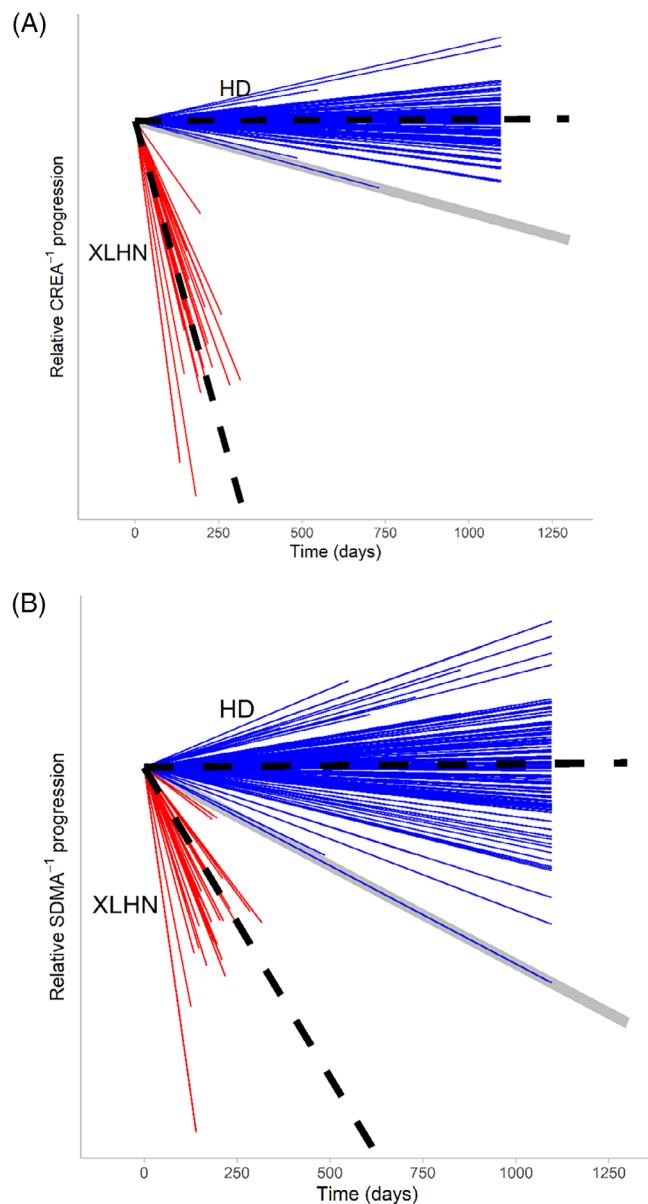 (A)
HD
XLHN
Relative CREA⁻¹ progression
0 250 500 750 1000 1250
Time (days)
(B)
HD
XLHN
Relative SDMA⁻¹ progression
0 250 500 750 1000 1250
Time (days)